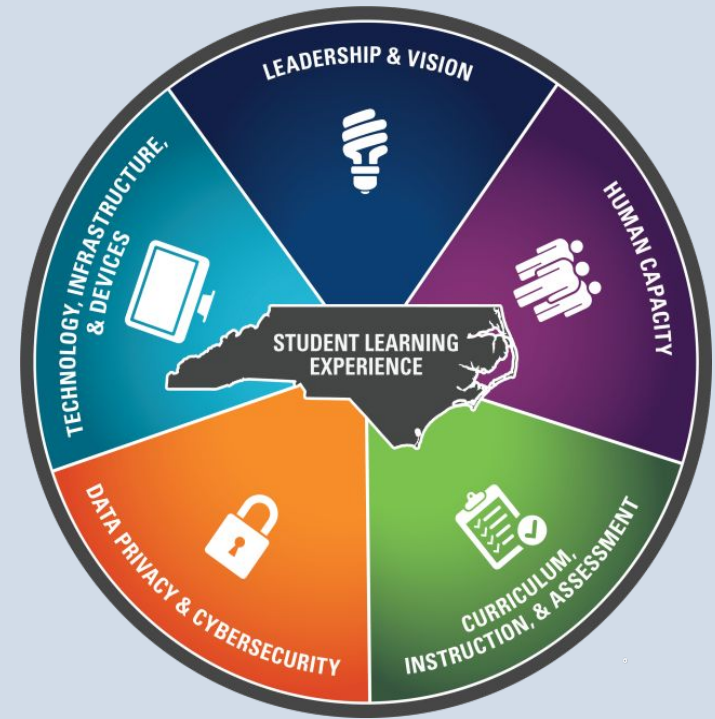 LEADERSHIP & VISION
HUMAN CAPACITY
CURRICULUM,
INSTRUCTION, & ASSESSMENT
DATA PRIVACY & CYBERSECURITY
TECHNOLOGY, INFRASTRUCTURE,
& DEVICES
STUDENT LEARNING
EXPERIENCE